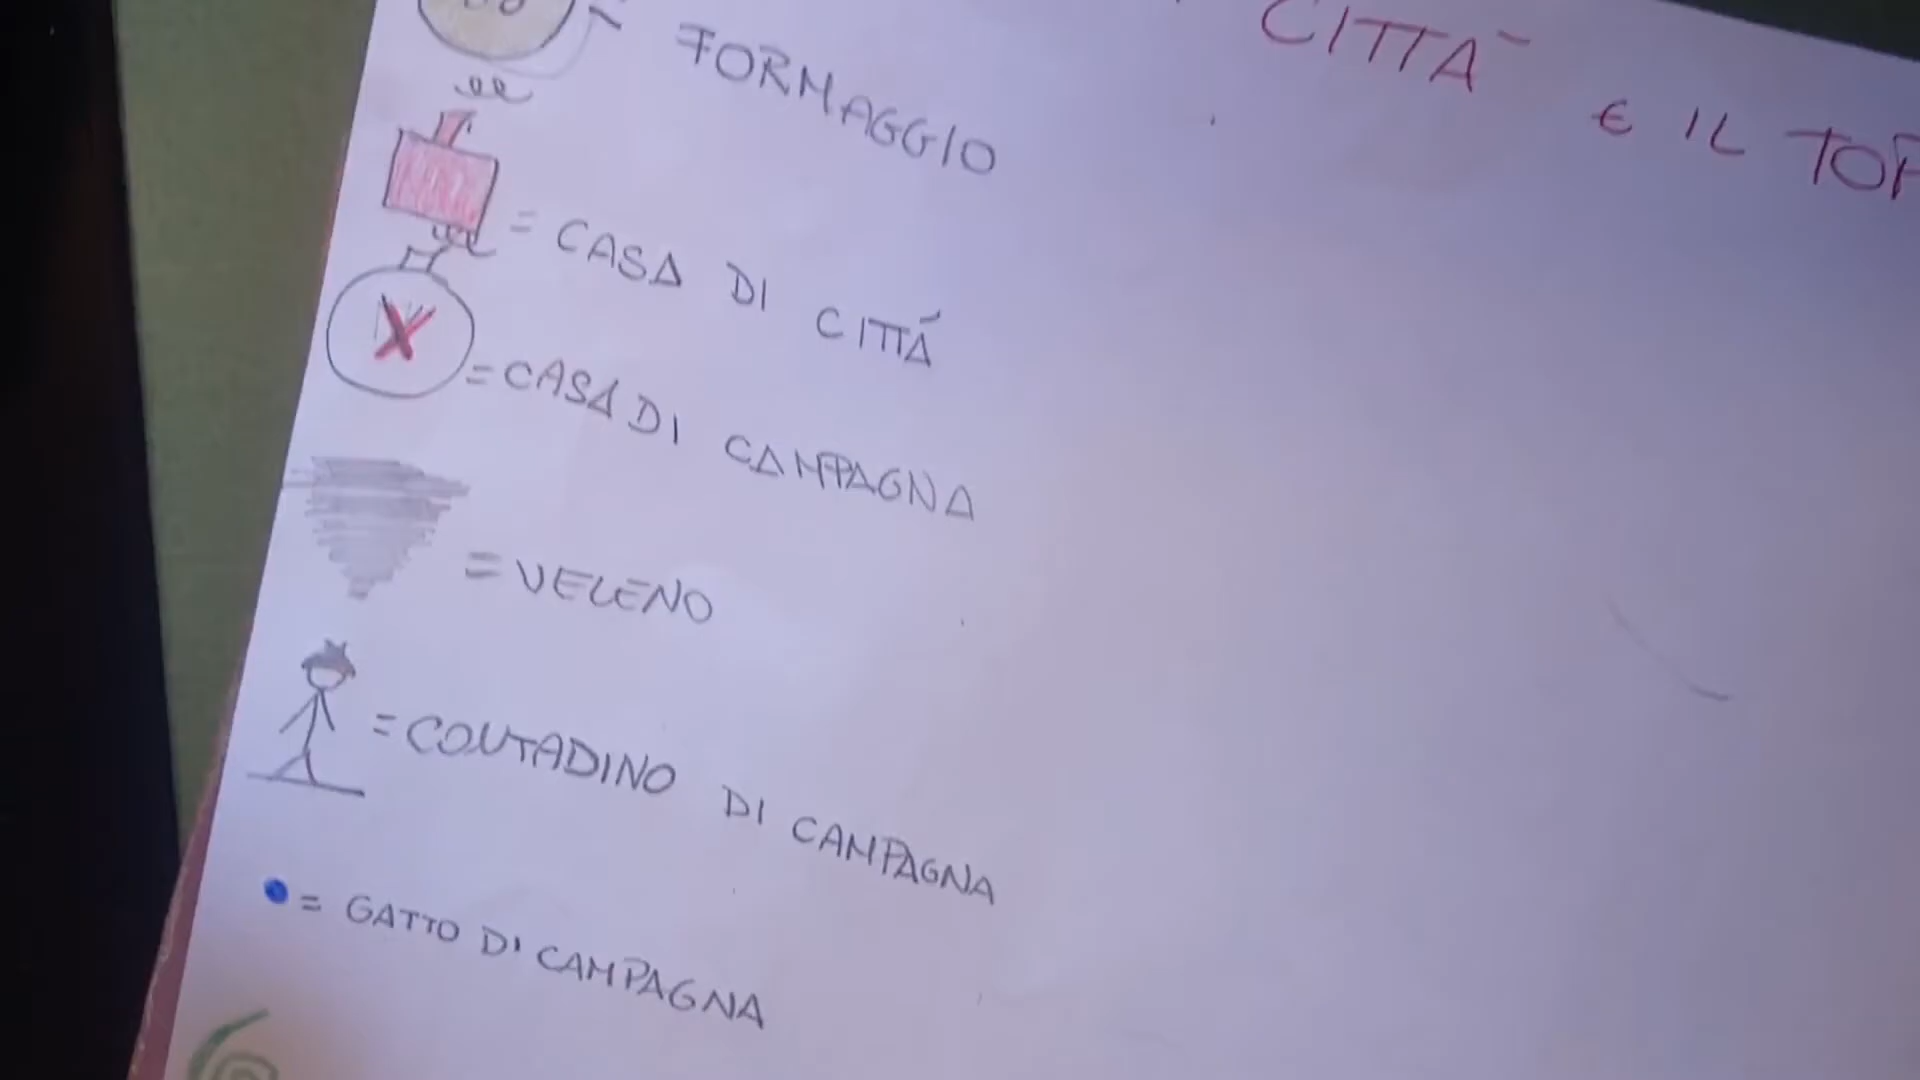 CITTÀ E IL TOP
FORMAGGIO
= CASA DI CITTÁ
X
= CASA DI CAMPAGNA
= VELENO
= CONTADINO DI CAMPAGNA
= GATTO DI CAMPAGNA